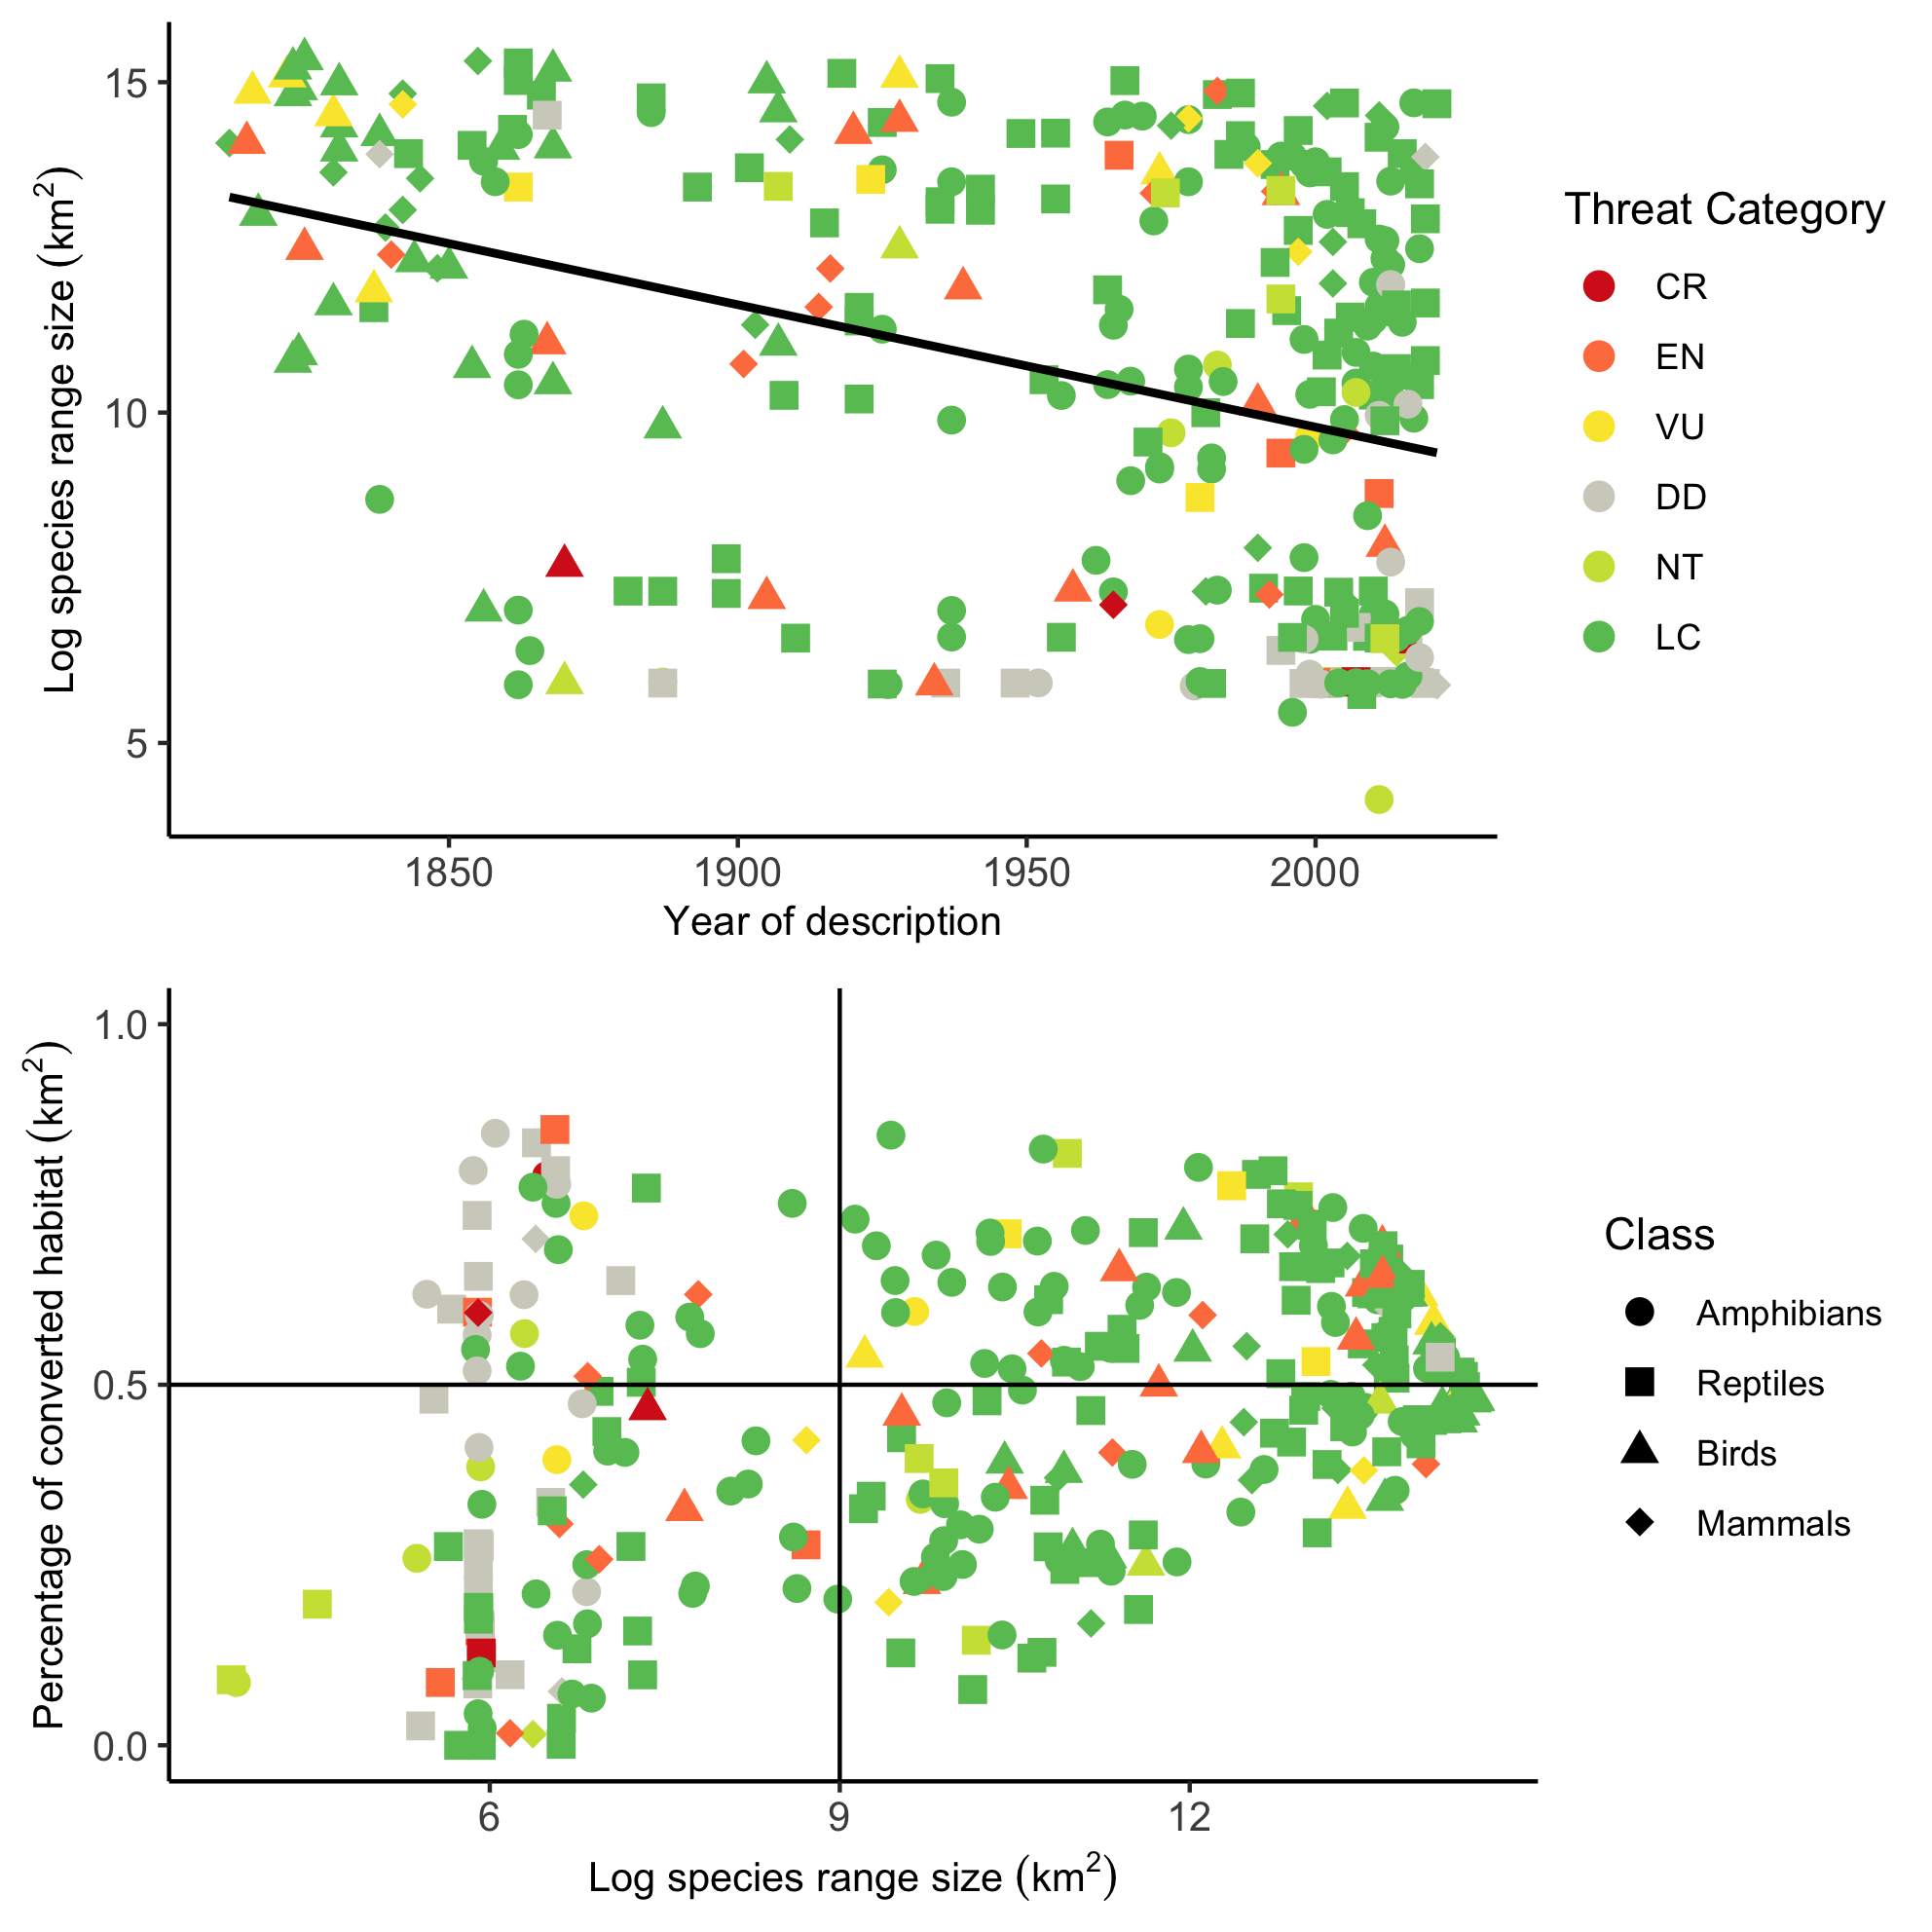 15
10
5
Log species range size (km²)
1850 1900 1950 2000
Year of description
Threat Category
CR
EN
VU
DD
NT
LC
1.0
0.5
0.0
Percentage of converted habitat (km²)
6 9 12
Log species range size (km²)
Class
Amphibians
Reptiles
Birds
Mammals